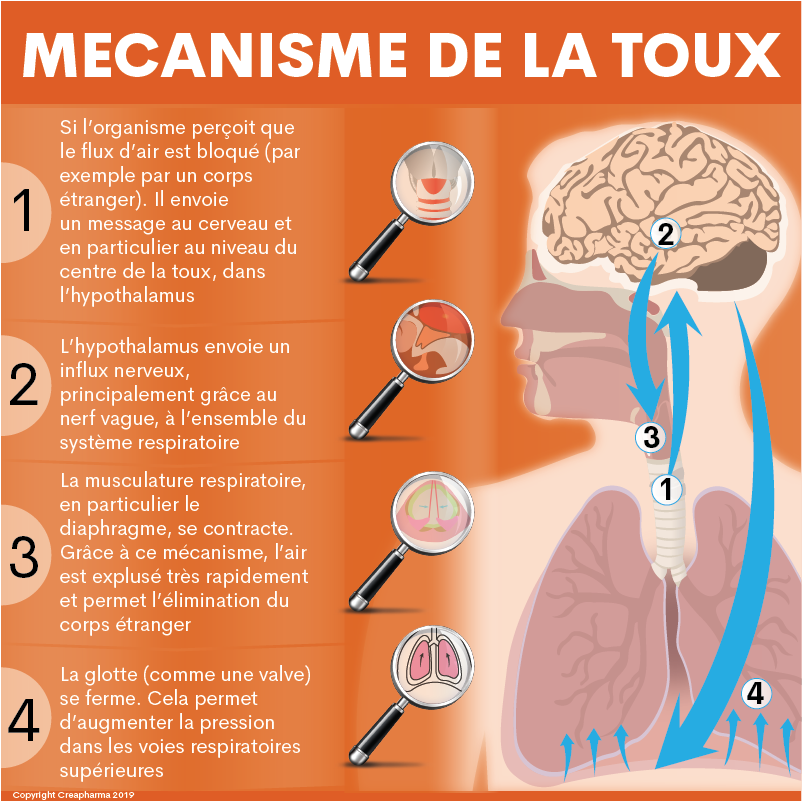 MECANISME DE LA TOUX
1
Si l'organisme perçoit que
le flux d'air est bloqué (par
exemple par un corps
étranger). Il envoie
un message au cerveau et
en particulier au niveau du
centre de la toux, dans
l'hypothalamus
2
L'hypothalamus envoie un
influx nerveux,
principalement grâce au
nerf vague, à l'ensemble du
système respiratoire
3
La musculature respiratoire,
en particulier le
diaphragme, se contracte.
Grâce à ce mécanisme, l'air
est explusé très rapidement
et permet l'élimination du
corps étranger
4
La glotte (comme une valve)
se ferme. Cela permet
d'augmenter la pression
dans les voies respiratoires
supérieures
2
3
1
4
Copyright Creapharma 2019